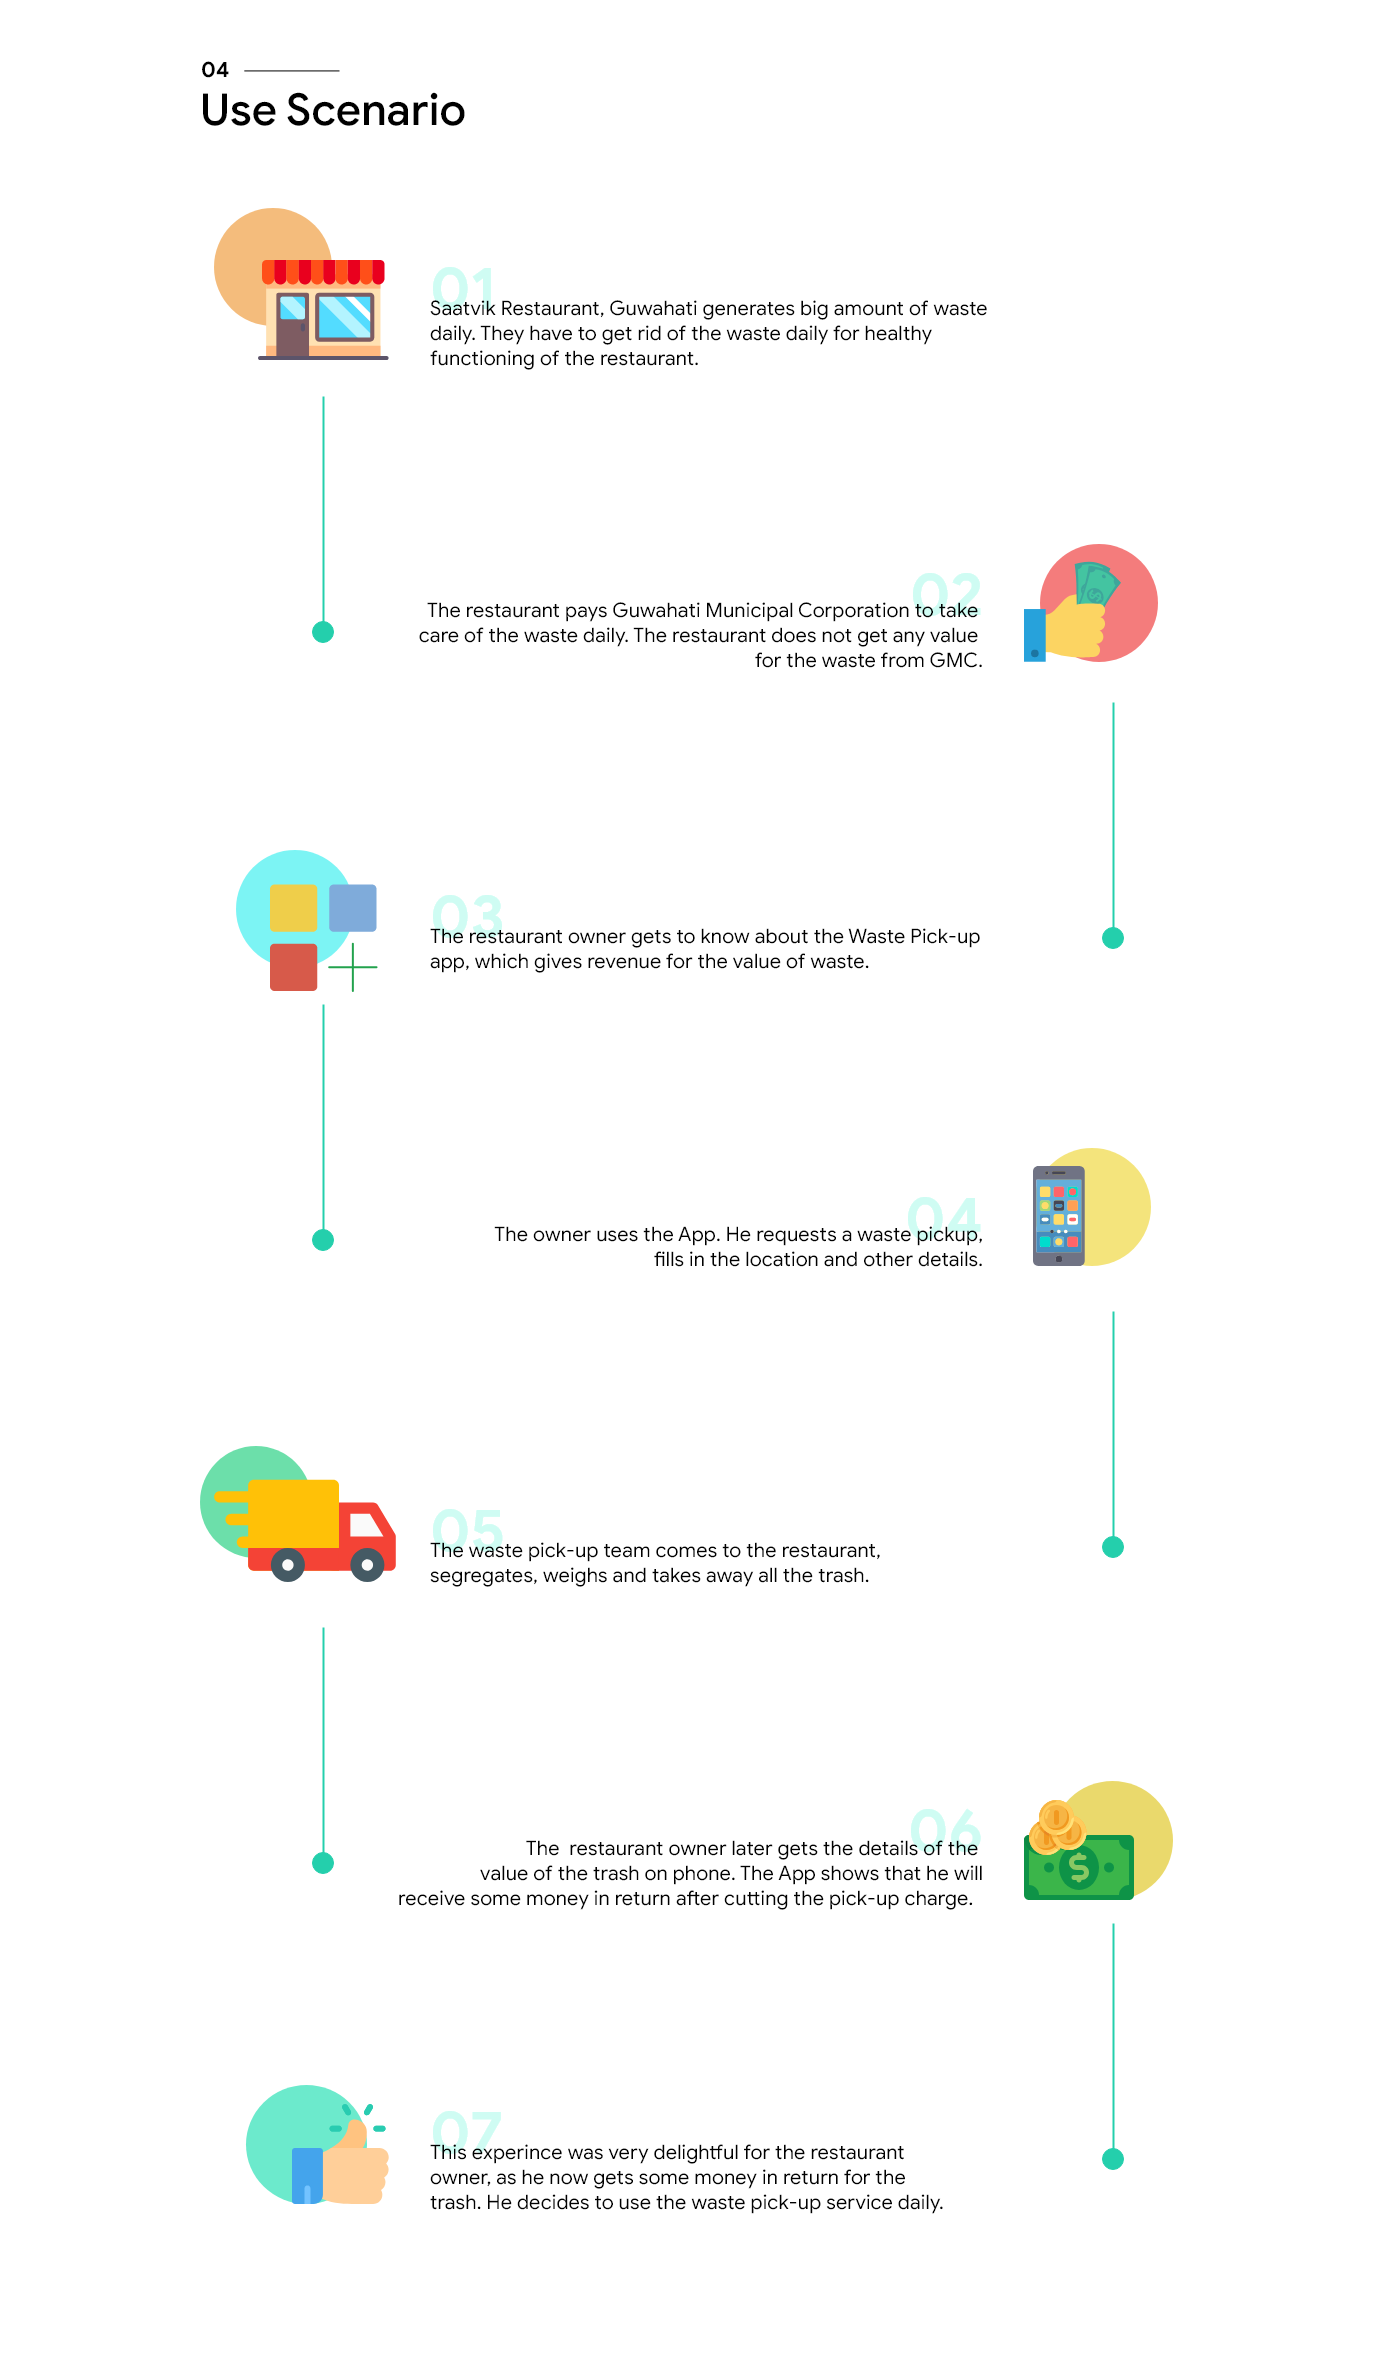 04
Use Scenario
01
Saatvik Restaurant, Guwahati generates big amount of waste
daily. They have to get rid of the waste daily for healthy
functioning of the restaurant.
02
The restaurant pays Guwahati Municipal Corporation to take
care of the waste daily. The restaurant does not get any value
for the waste from GMC.
03
The restaurant owner gets to know about the Waste Pick-up
app, which gives revenue for the value of waste.
04
The owner uses the App. He requests a waste pickup,
fills in the location and other details.
05
The waste pick-up team comes to the restaurant,
segregates, weighs and takes away all the trash.
06
The  restaurant owner later gets the details of the
value of the trash on phone. The App shows that he will
receive some money in return after cutting the pick-up charge.
07
This experince was very delightful for the restaurant
owner, as he now gets some money in return for the
trash. He decides to use the waste pick-up service daily.